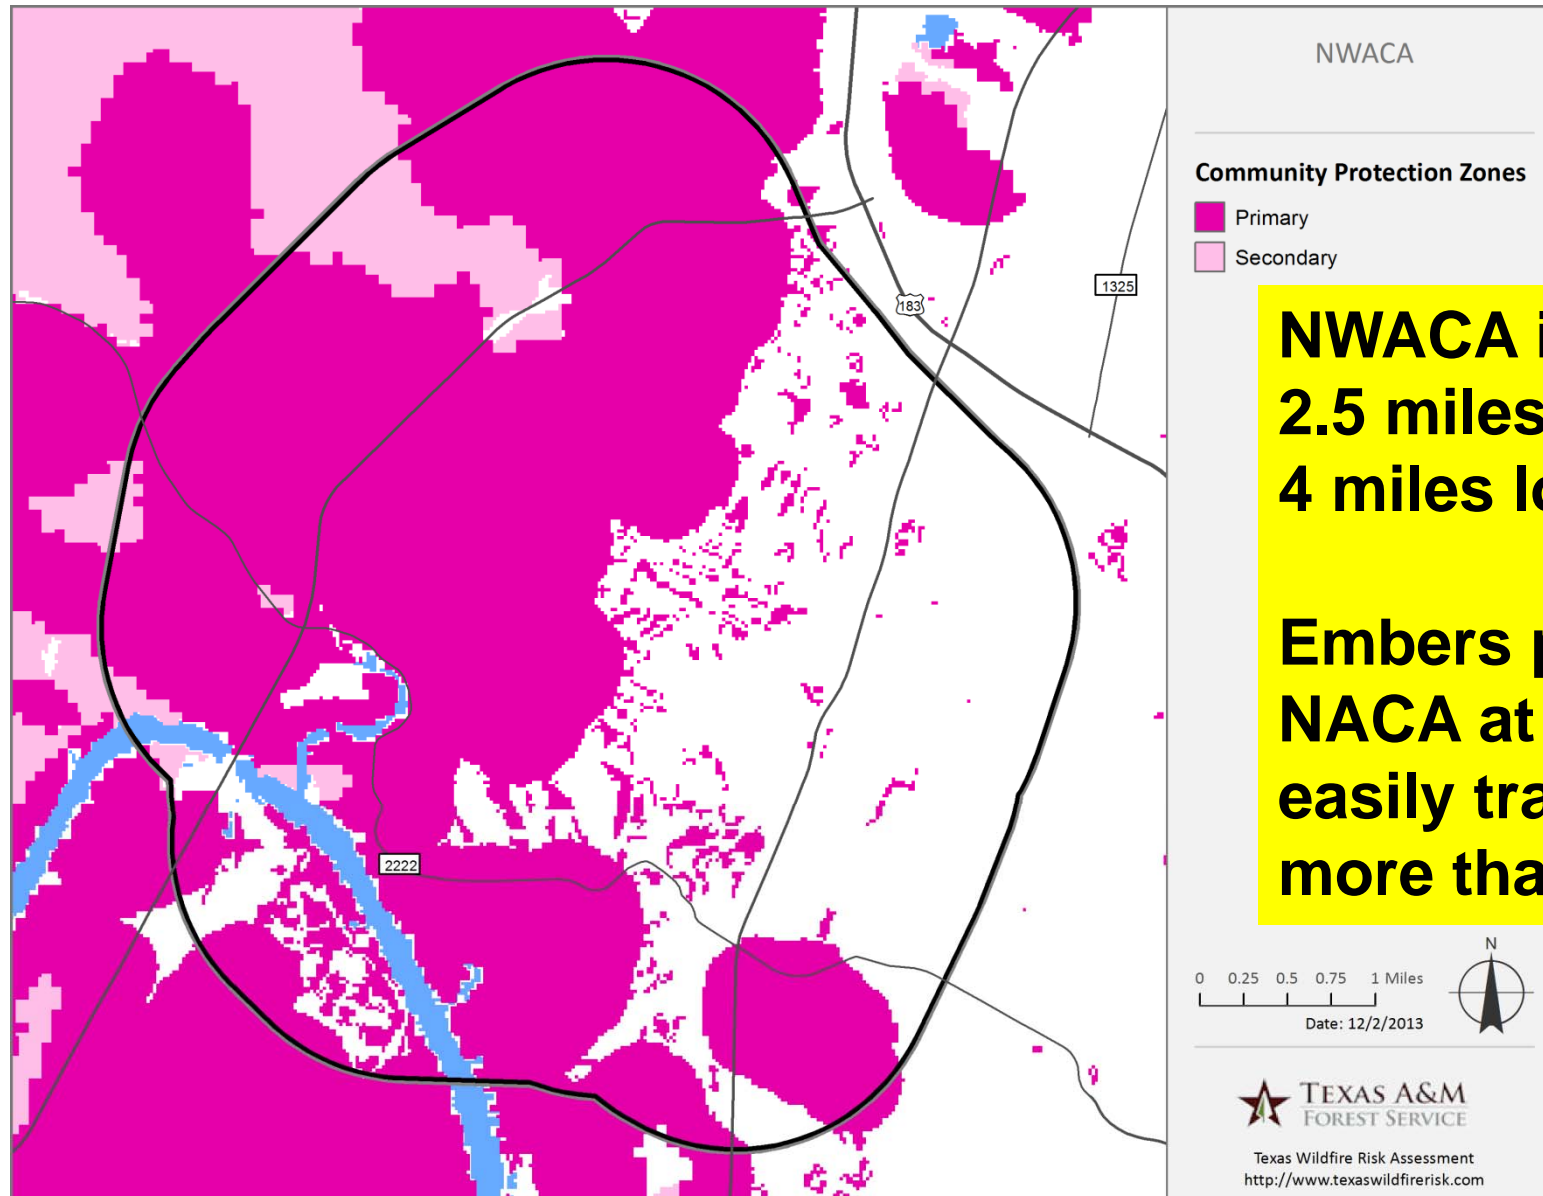 NWACA
Community Protection Zones
Primary
Secondary
NWACA
2.5 miles
4 miles
Embers
NACA at
easily
more
183
1325
2222
0 0.25 0.5 0.75 1 Miles
N
Date: 12/2/2013
TEXAS A&M
FOREST SERVICE
Texas Wildfire Risk Assessment
http://www.texaswildfirerisk.com